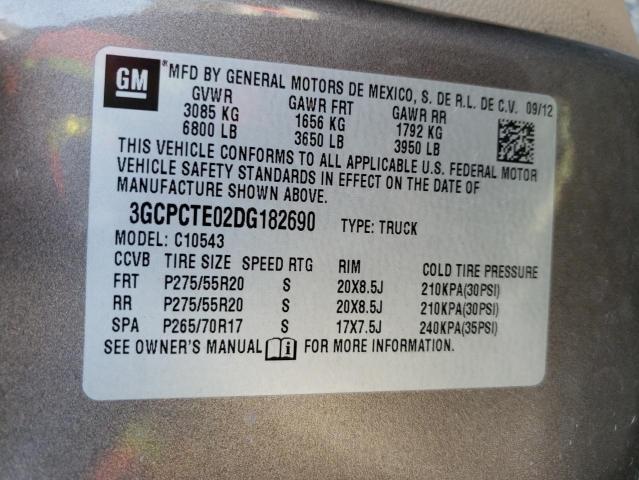 GM
®MFD BY GENERAL MOTORS DE MEXICO, S. DE R.L. DE C.V. 09/12
GVWR GAWR FRT GAWR RR
3085 KG 1656 KG 1792 KG
6800 LB 3650 LB 3950 LB
THIS VEHICLE CONFORMS TO ALL APPLICABLE U.S. FEDERAL MOTOR
VEHICLE SAFETY STANDARDS IN EFFECT ON THE DATE OF
MANUFACTURE SHOWN ABOVE.
3GCPCTE02DG182690 TYPE: TRUCK
MODEL: C10543
CCVB TIRE SIZE SPEED RTG RIM COLD TIRE PRESSURE
FRT P275/55R20 S 20X8.5J 210KPA(30PSI)
RR P275/55R20 S 20X8.5J 210KPA(30PSI)
SPA P265/70R17 S 17X7.5J 240KPA(35PSI)
SEE OWNER'S MANUAL i FOR MORE INFORMATION.